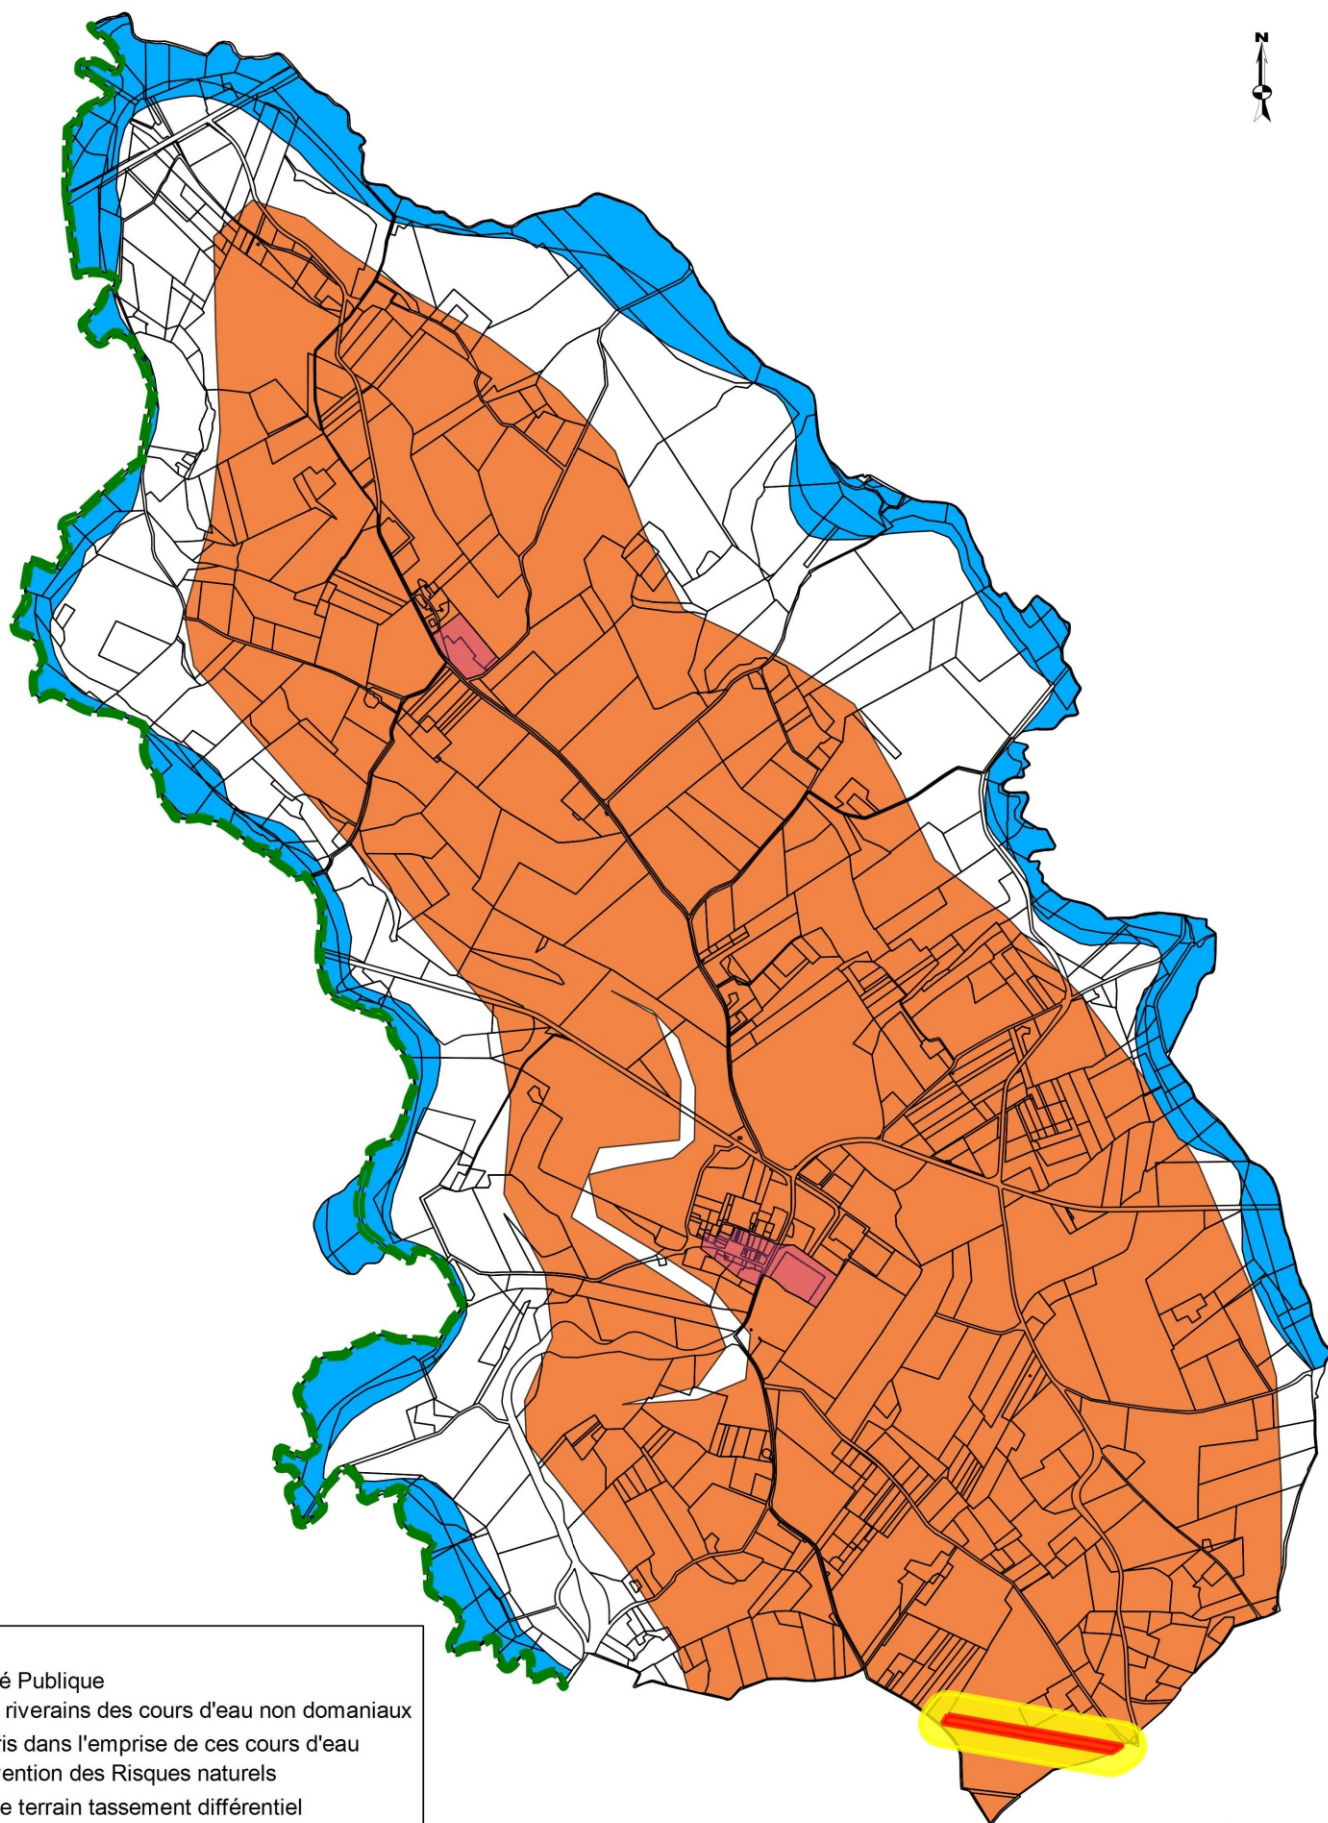 N
é Publique
riverains des cours d'eau non domaniaux
ris dans l'emprise de ces cours d'eau
vention des Risques naturels
e terrain tassement différentiel